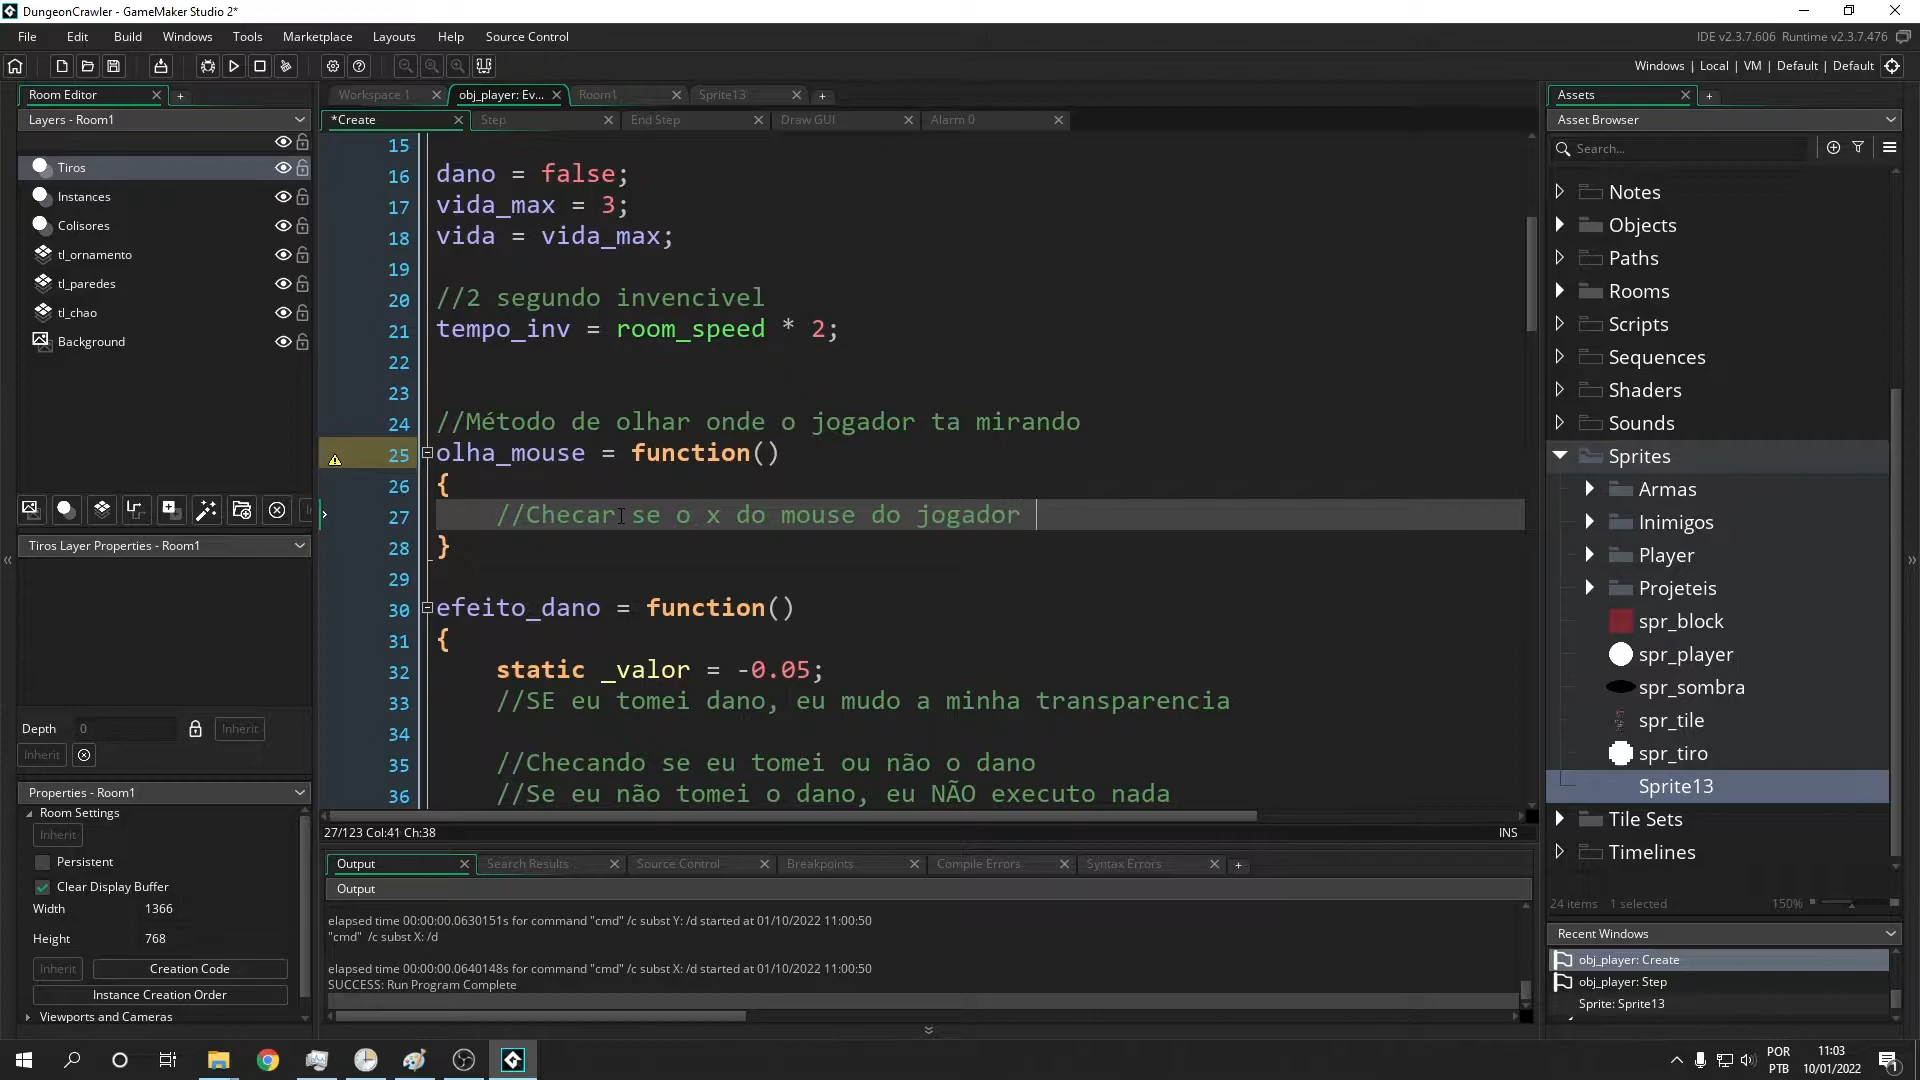 DungeonCrawler - GameMaker Studio 2*
File Edit Build Windows Tools Marketplace Layouts Help Source Control
IDE v2.3.7.606 Runtime v2.3.7.476
Windows | Local | VM | Default | Default
Room Editor
Layers - Room1
Tiros
Instances
Colisores
tl_ornamento
tl_paredes
tl_chao
Background
Tiros Layer Properties - Room1
Depth 0 Inherit
Inherit
Properties - Room1
Room Settings
Inherit
Persistent
Clear Display Buffer
Width 1366
Height 768
Inherit Creation Code
Instance Creation Order
Viewports and Cameras
Workspace 1 obj_player: Ev... Room1 Sprite13
*Create Step End Step Draw GUI Alarm 0
15
16 dano = false;
17 vida_max = 3;
18 vida = vida_max;
19
20 //2 segundo invencivel
21 tempo_inv = room_speed * 2;
22
23
24 //Método de olhar onde o jogador ta mirando
25 olha_mouse = function()
26 {
27 //Checar se o x do mouse do jogador
28 }
29
30 efeito_dano = function()
31 {
32 static _valor = -0.05;
33 //SE eu tomei dano, eu mudo a minha transparencia
34
35 //Checando se eu tomei ou não o dano
36 //Se eu não tomei o dano, eu NÃO executo nada
27/123 Col:41 Ch:38 INS
Output Search Results Source Control Breakpoints Compile Errors Syntax Errors
Output
elapsed time 00:00:00.0630151s for command "cmd" /c subst Y: /d started at 01/10/2022 11:00:50
"cmd" /c subst X: /d
elapsed time 00:00:00.0640148s for command "cmd" /c subst X: /d started at 01/10/2022 11:00:50
SUCCESS: Run Program Complete
Assets
Asset Browser
Search...
Notes
Objects
Paths
Rooms
Scripts
Sequences
Shaders
Sounds
Sprites
Armas
Inimigos
Player
Projeteis
spr_block
spr_player
spr_sombra
spr_tile
spr_tiro
Sprite13
Tile Sets
Timelines
24 items 1 selected 150%
Recent Windows
obj_player: Create
obj_player: Step
Sprite: Sprite13
POR
PTB
11:03
10/01/2022
1